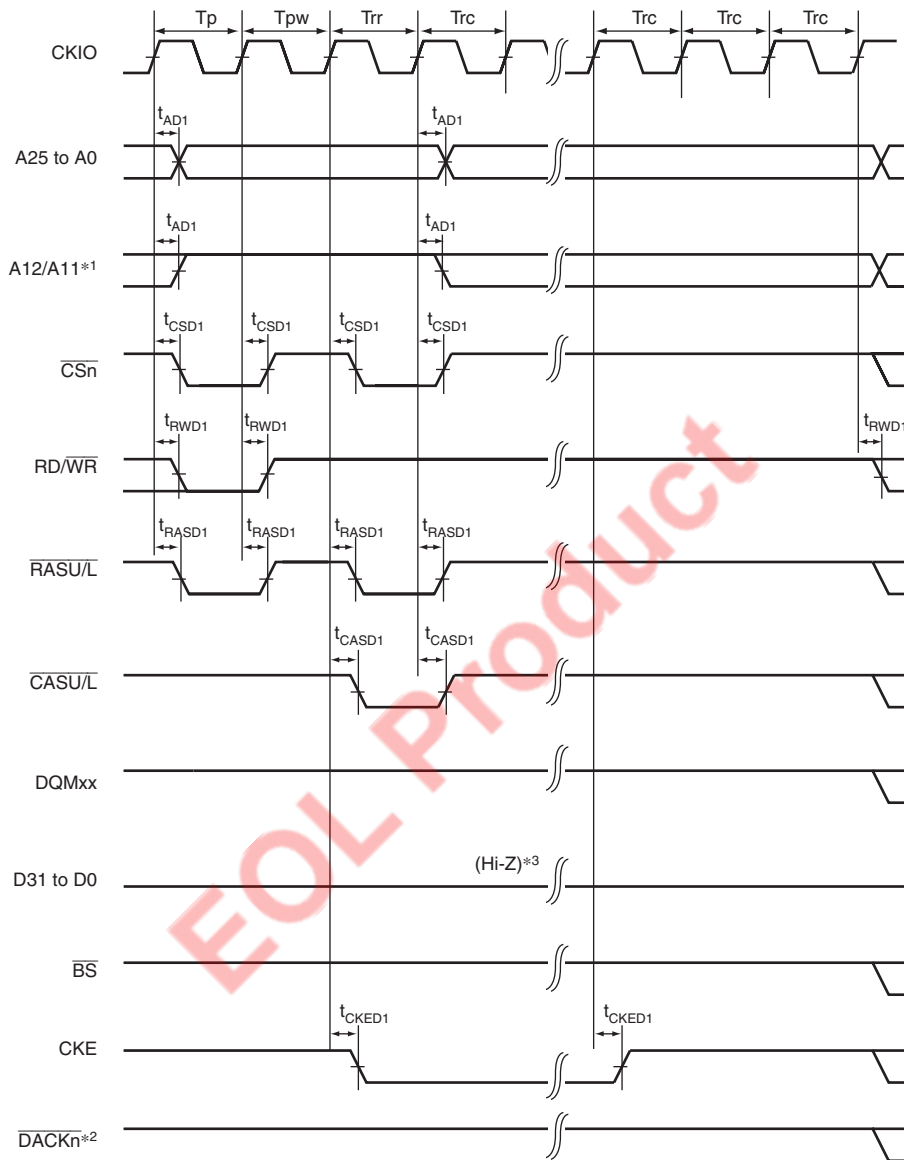 Tp Tpw Trr Trc Trc Trc Trc
CKIO
tAD1 tAD1
A25 to A0
tAD1 tAD1
A12/A11*1
tCSD1 tCSD1 tCSD1 tCSD1
CSn
tRWD1 tRWD1 tRWD1
RD/WR
tRASD1 tRASD1 tRASD1 tRASD1
RASU/L
tCASD1 tCASD1
CASU/L
DQMxx
(Hi-Z)*3
D31 to D0
BS
tCKED1 tCKED1
CKE
DACKn*2
EOL Product